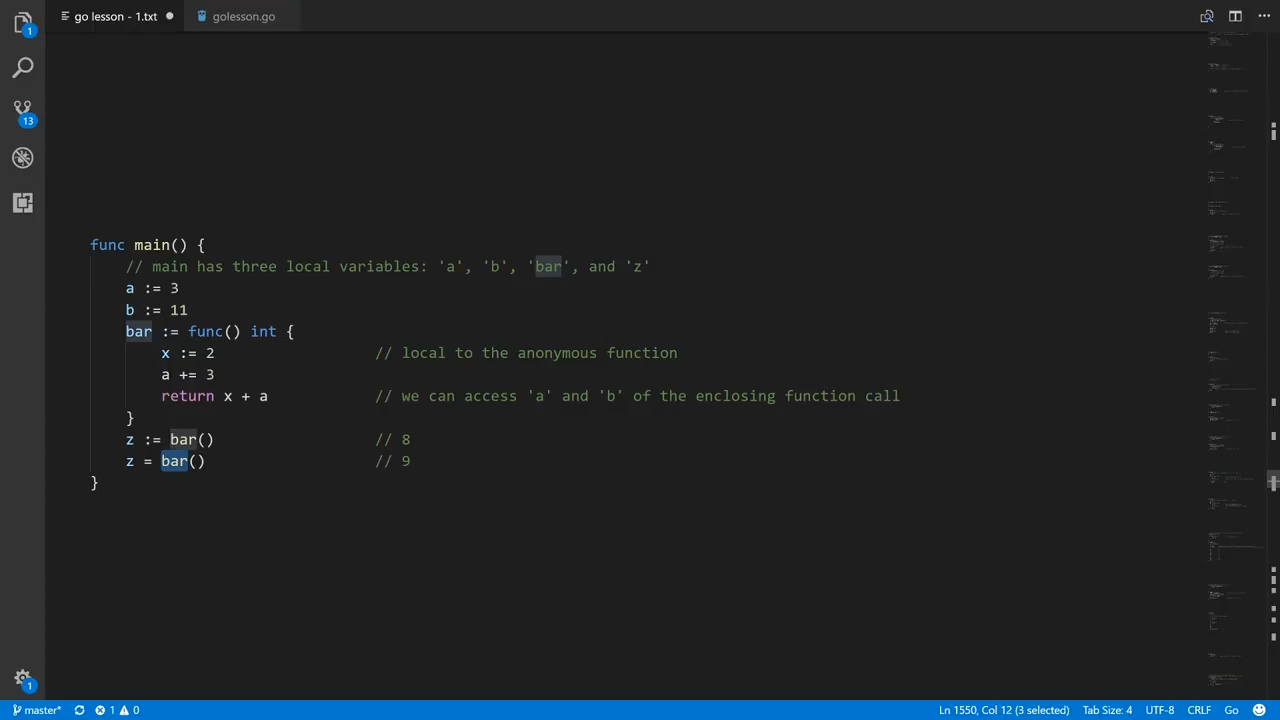 1 go lesson - 1.txt golesson.go
13
func main() {
// main has three local variables: 'a', 'b', 'bar', and 'z'
a := 3
b := 11
bar := func() int {
x := 2 // local to the anonymous function
a += 3
return x + a // we can access 'a' and 'b' of the enclosing function call
}
z := bar() // 8
z = bar() // 9
}
1
master* 1 0 Ln 1550, Col 12 (3 selected) Tab Size: 4 UTF-8 CRLF Go